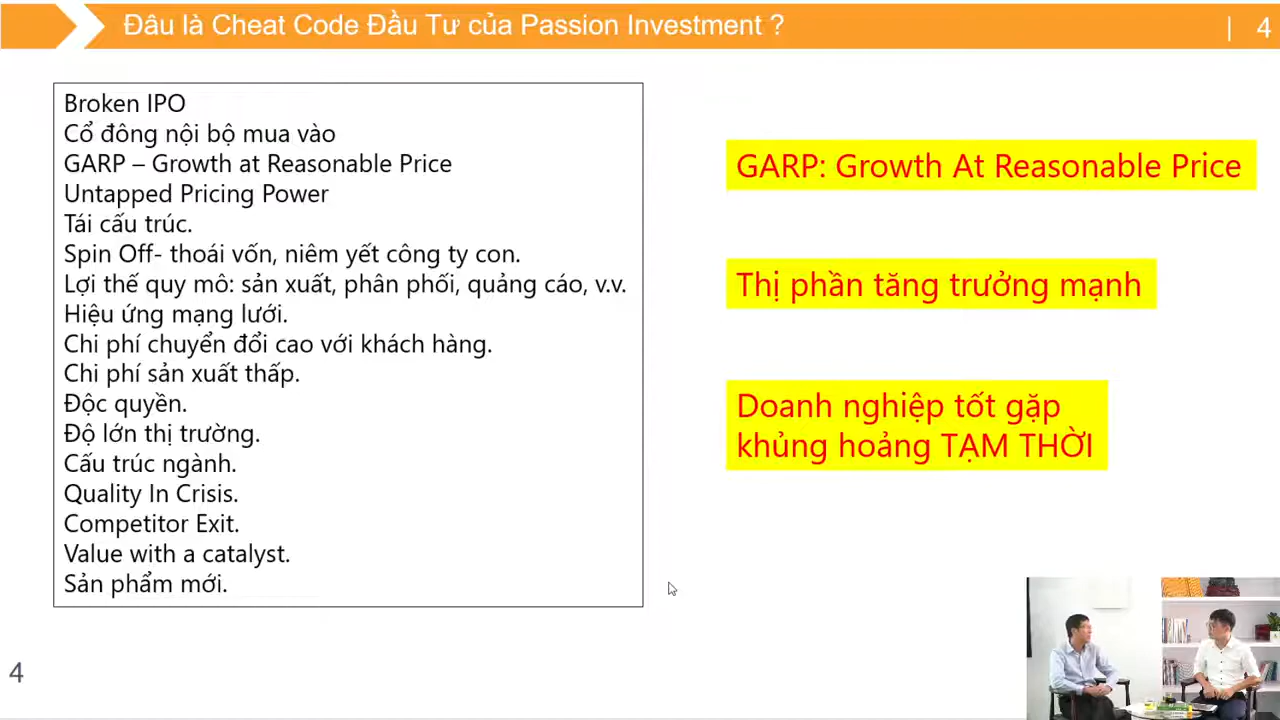 Đâu là Cheat Code Đầu Tư của Passion Investment ?
| 4
Broken IPO
Cổ đông nội bộ mua vào
GARP – Growth at Reasonable Price
Untapped Pricing Power
Tái cấu trúc.
Spin Off- thoái vốn, niêm yết công ty con.
Lợi thế quy mô: sản xuất, phân phối, quảng cáo, v.v.
Hiệu ứng mạng lưới.
Chi phí chuyển đổi cao với khách hàng.
Chi phí sản xuất thấp.
Độc quyền.
Độ lớn thị trường.
Cấu trúc ngành.
Quality In Crisis.
Competitor Exit.
Value with a catalyst.
Sản phẩm mới.
GARP: Growth At Reasonable Price
Thị phần tăng trưởng mạnh
Doanh nghiệp tốt gặp
khủng hoảng TẠM THỜI
4